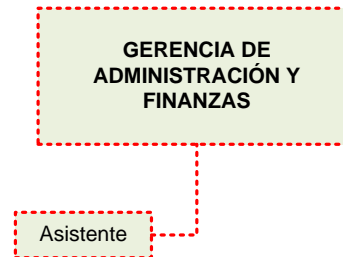 GERENCIA DE
ADMINISTRACIÓN Y
FINANZAS
Asistente